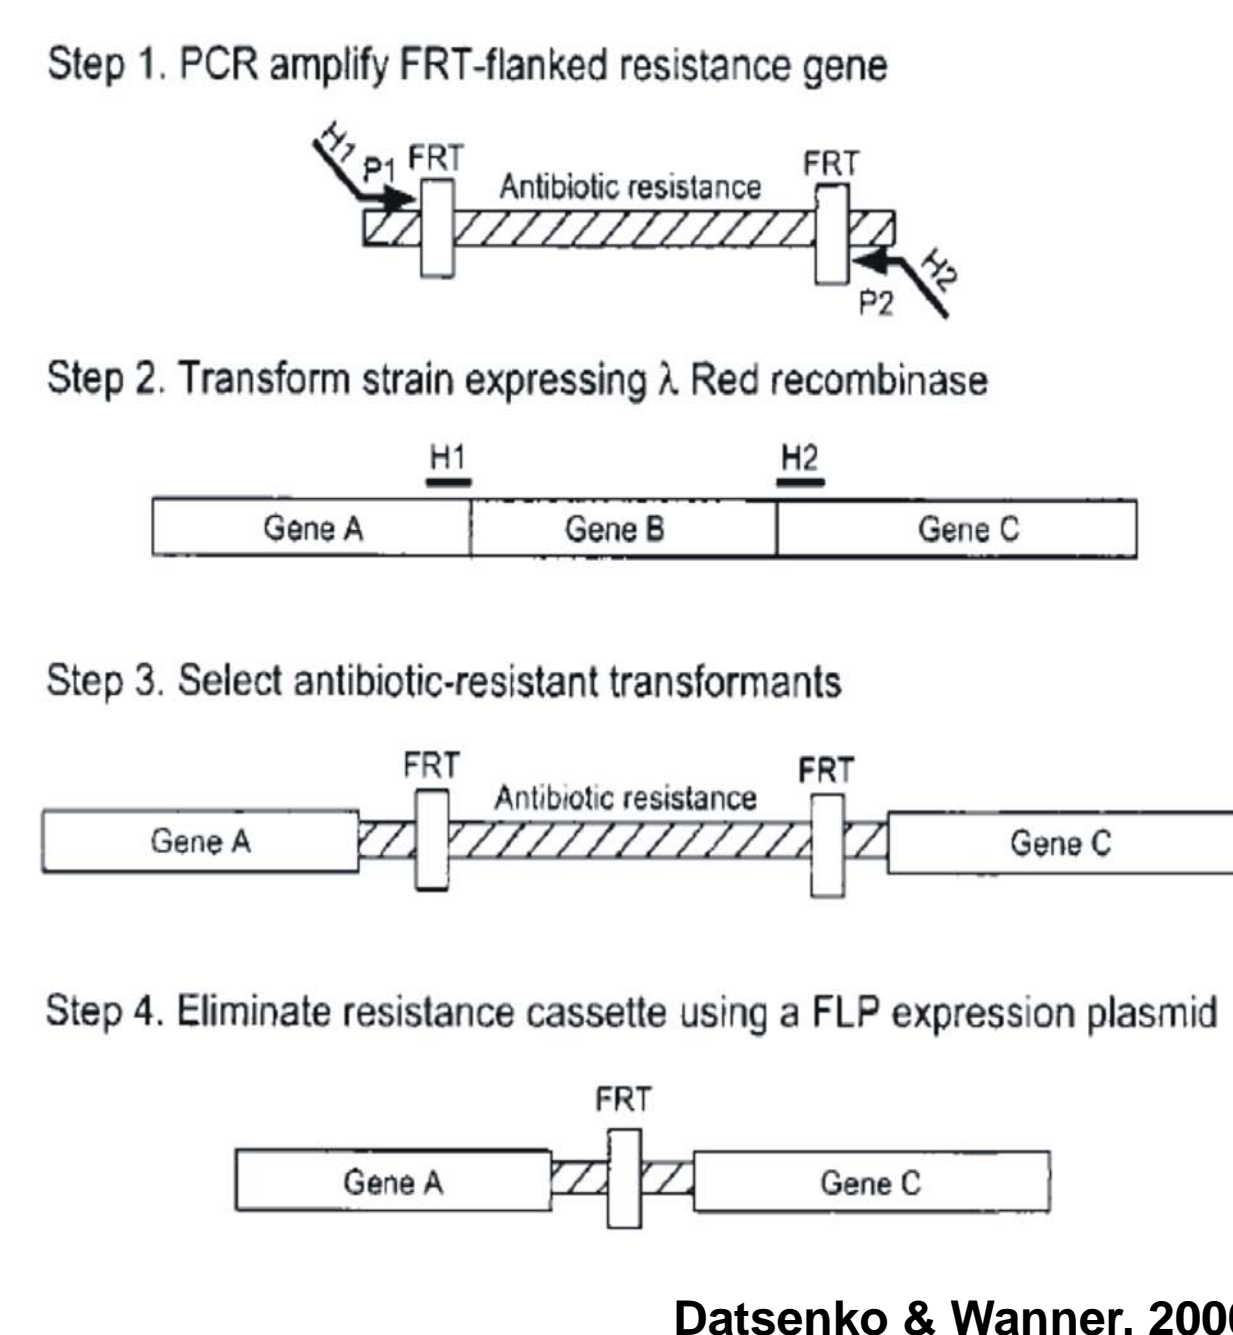 Step 1. PCR amplify FRT-flanked resistance gene
H1
P1
FRT
Antibiotic resistance
FRT
H2
P2
Step 2. Transform strain expressing λ Red recombinase
H1
H2
Gene A
Gene B
Gene C
Step 3. Select antibiotic-resistant transformants
FRT
Antibiotic resistance
FRT
Gene A
Gene C
Step 4. Eliminate resistance cassette using a FLP expression plasmid
FRT
Gene A
Gene C
Datsenko & Wanner, 2000